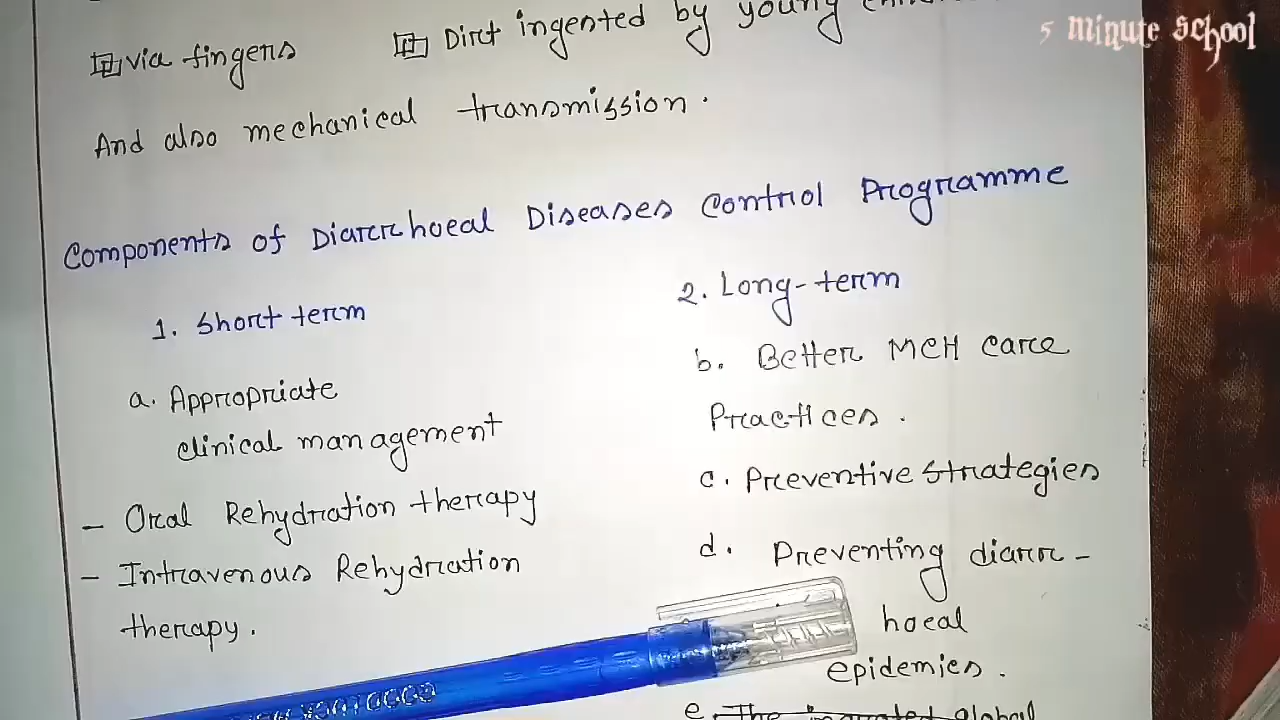 5 Minute School
via fingers Dirt ingested by young
And also mechanical transmission.
Components of Diarrhoeal Diseases Control Programme
1. Short term
a. Appropriate
clinical management
- Oral Rehydration therapy
- Intravenous Rehydration
therapy.
2. Long-term
b. Better MCH care
Practices.
c. Preventive strategies
d. Preventing diarr-
hoeal
epidemics.
e. The global